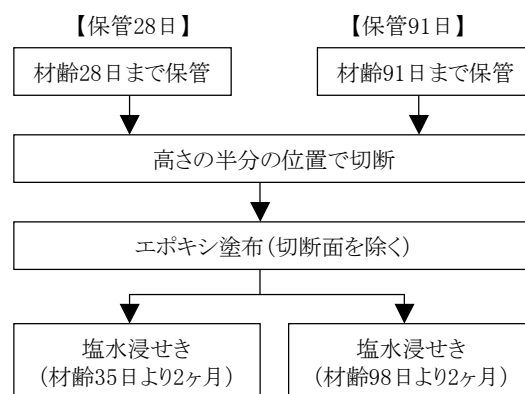 【保管28日】
【保管91日】
材齢28日まで保管
材齢91日まで保管
高さの半分の位置で切断
エポキシ塗布(切断面を除く)
塩水浸せき
(材齢35日より2ヶ月)
塩水浸せき
(材齢98日より2ヶ月)